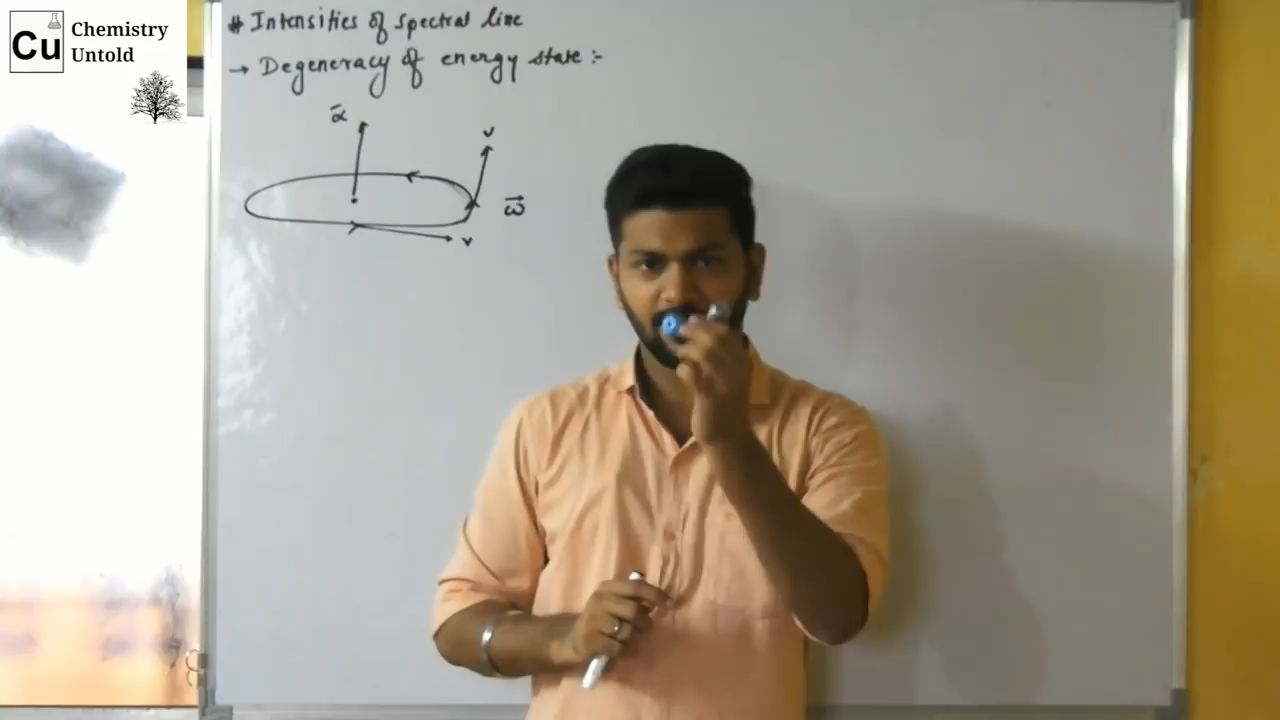 Cu
Chemistry
Untold
# Intensities of spectral line
→ Degeneracy of energy state :-
v
v